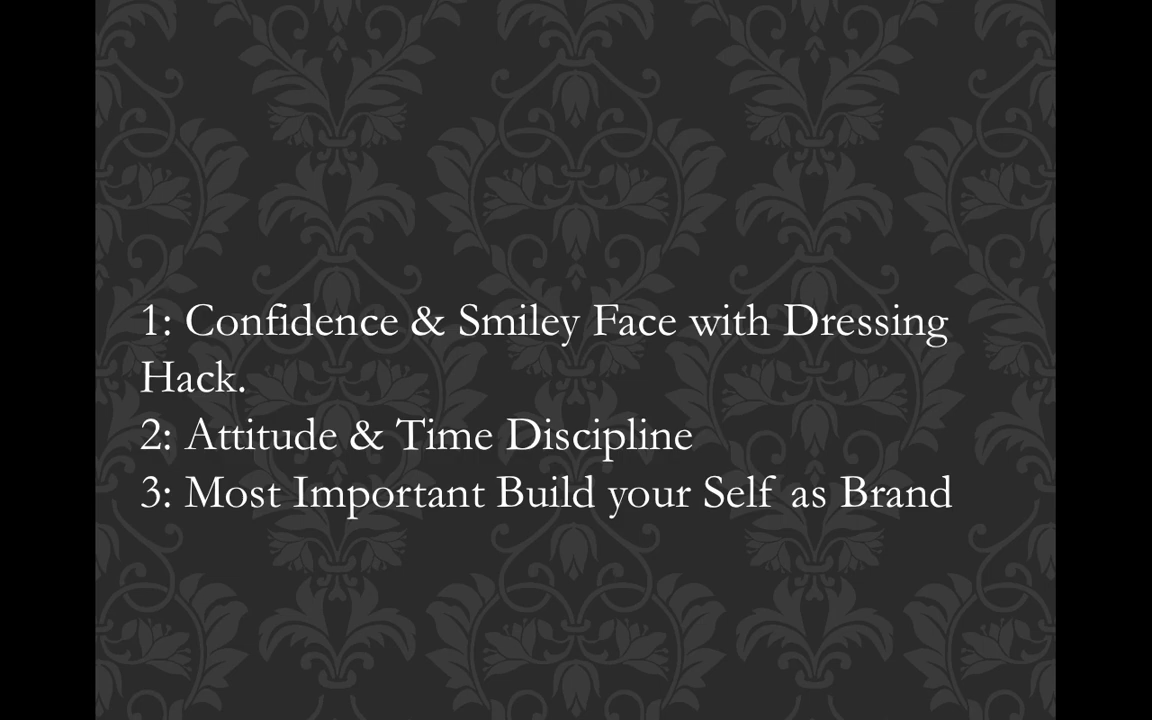 1: Confidence & Smiley Face with Dressing
Hack.
2: Attitude & Time Discipline
3: Most Important Build your Self as Brand